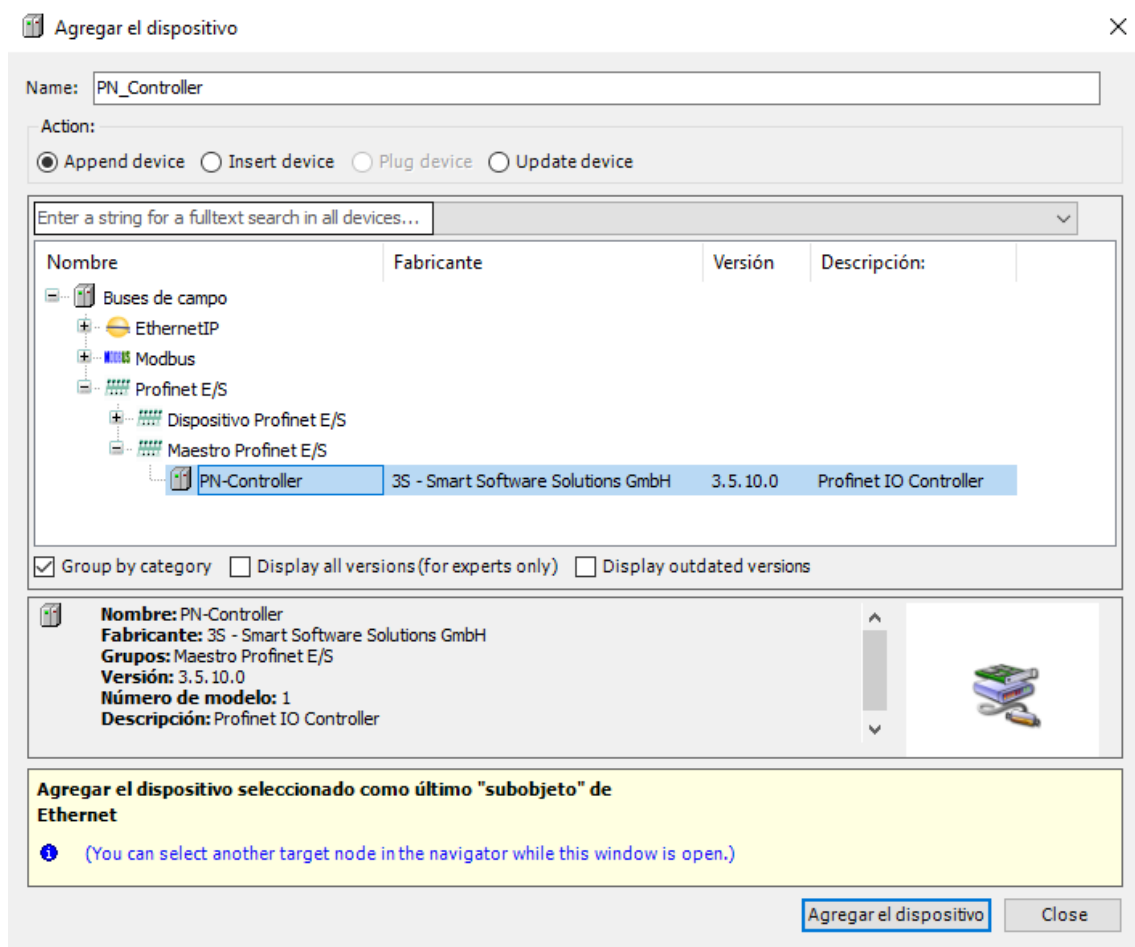 Agregar el dispositivo
Name: PN_Controller
Action:
Append device Insert device Plug device Update device
Enter a string for a fulltext search in all devices...
Nombre Fabricante Versión Descripción:
Buses de campo
EthernetIP
MODBUS Modbus
Profinet E/S
Dispositivo Profinet E/S
Maestro Profinet E/S
PN-Controller 3S - Smart Software Solutions GmbH 3.5.10.0 Profinet IO Controller
Group by category Display all versions (for experts only) Display outdated versions
Nombre: PN-Controller
Fabricante: 3S - Smart Software Solutions GmbH
Grupos: Maestro Profinet E/S
Versión: 3.5.10.0
Número de modelo: 1
Descripción: Profinet IO Controller
Agregar el dispositivo seleccionado como último "subobjeto" de
Ethernet
(You can select another target node in the navigator while this window is open.)
Agregar el dispositivo Close